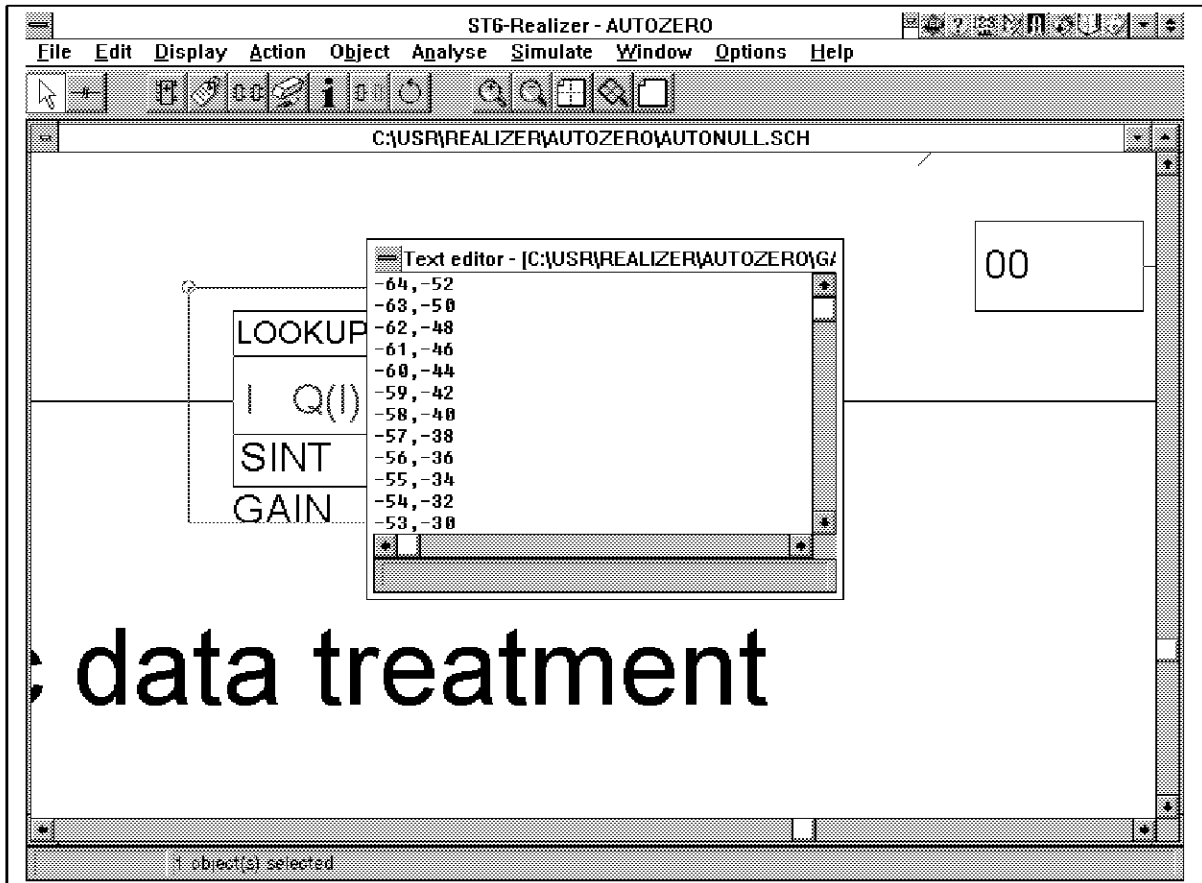 ST6-Realizer - AUTOZERO
File Edit Display Action Object Analyse Simulate Window Options Help
C:\USR\REALIZER\AUTOZERO\AUTONULL.SCH
00
Text editor - [C:\USR\REALIZER\AUTOZERO\GA
-64,-52
-63,-50
-62,-48
-61,-46
-60,-44
-59,-42
-58,-40
-57,-38
-56,-36
-55,-34
-54,-32
-53,-30
LOOKUP
I Q(I)
SINT
GAIN
data treatment
1 object(s) selected